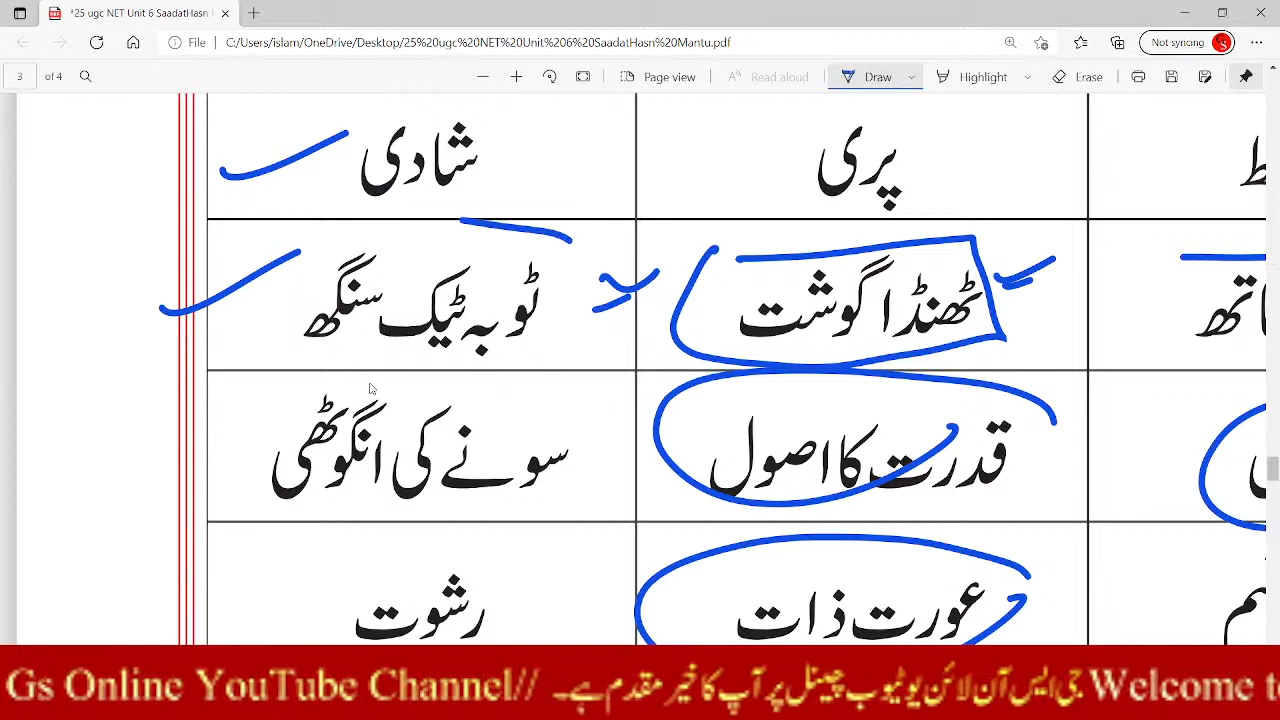 *25 ugc NET Unit 6 SaadatHasn
File C:/Users/islam/OneDrive/Desktop/25%20ugc%20NET%20Unit%206%20SaadatHasn%20Mantu.pdf Not syncing
3 of 4 Page view Read aloud Draw Highlight Erase
پری شادی
ٹھنڈا گوشت ٹوبہ ٹیک سنگھ
قدرت کا اصول سونے کی انگوٹھی
عورت ذات رشوت
Gs Online YouTube Channel// جی ایس آن لائن یوٹیوب چینل پر آپ کا خیر مقدم ہے۔ Welcome to